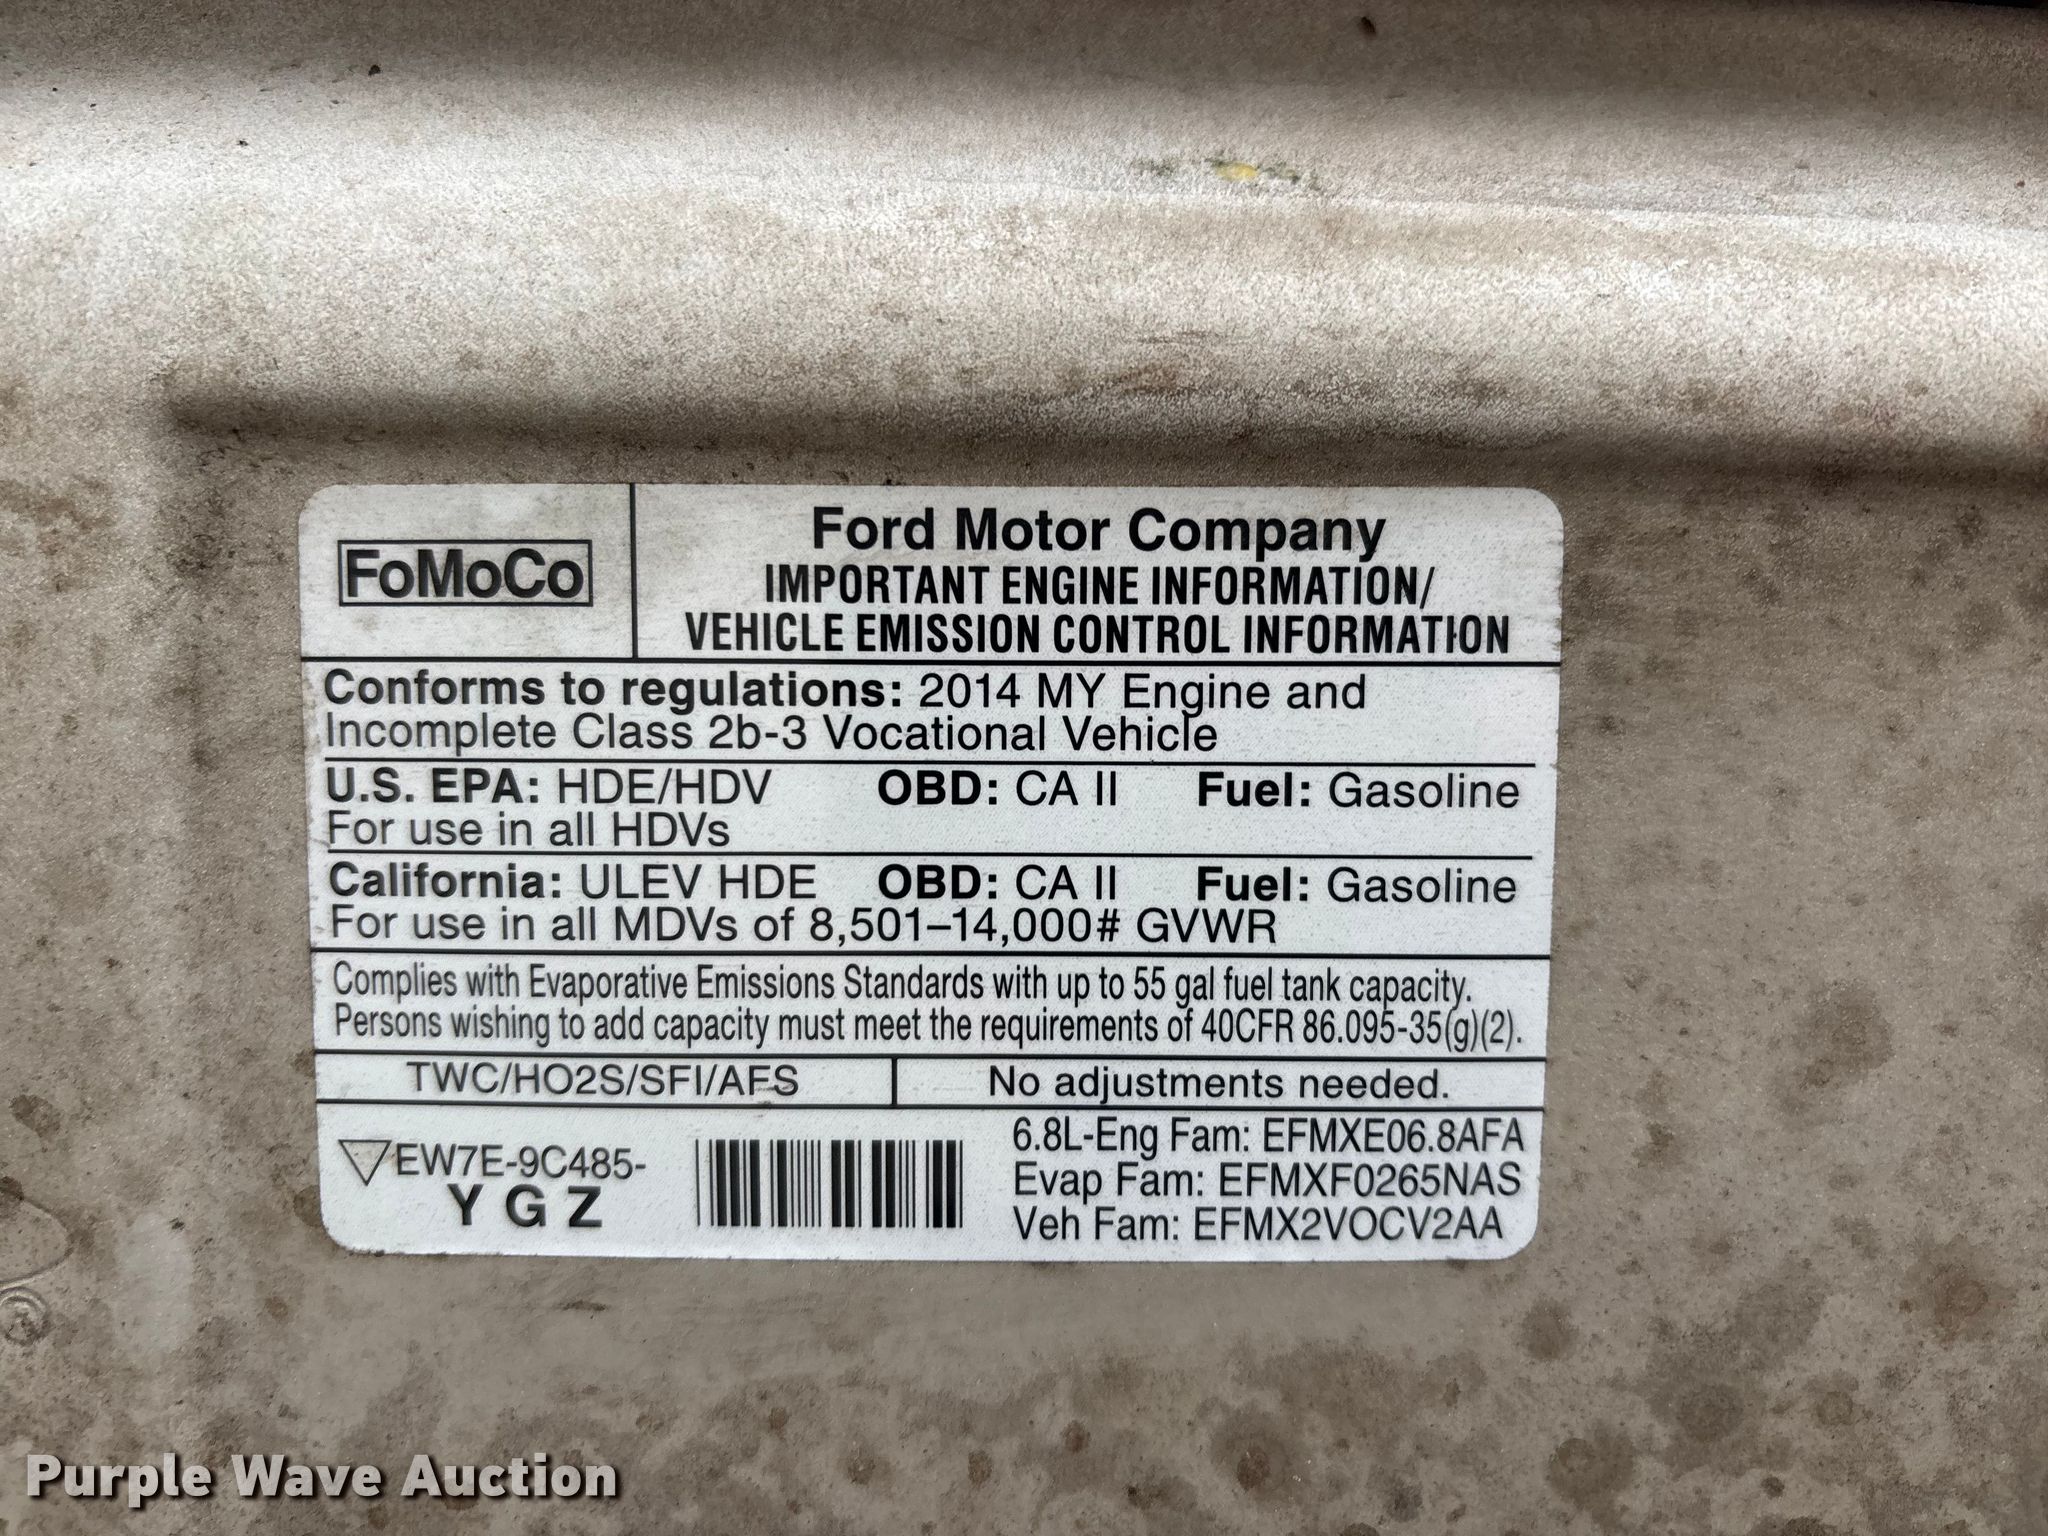 FoMoCo
Ford Motor Company
IMPORTANT ENGINE INFORMATION/
VEHICLE EMISSION CONTROL INFORMATION
Conforms to regulations: 2014 MY Engine and
Incomplete Class 2b-3 Vocational Vehicle
U.S. EPA: HDE/HDV OBD: CA II Fuel: Gasoline
For use in all HDVs
California: ULEV HDE OBD: CA II Fuel: Gasoline
For use in all MDVs of 8,501–14,000# GVWR
Complies with Evaporative Emissions Standards with up to 55 gal fuel tank capacity.
Persons wishing to add capacity must meet the requirements of 40CFR 86.095-35(g)(2).
TWC/HO2S/SFI/AFS No adjustments needed.
EW7E-9C485-
Y G Z
6.8L-Eng Fam: EFMXE06.8AFA
Evap Fam: EFMXF0265NAS
Veh Fam: EFMX2VOCV2AA
Purple Wave Auction